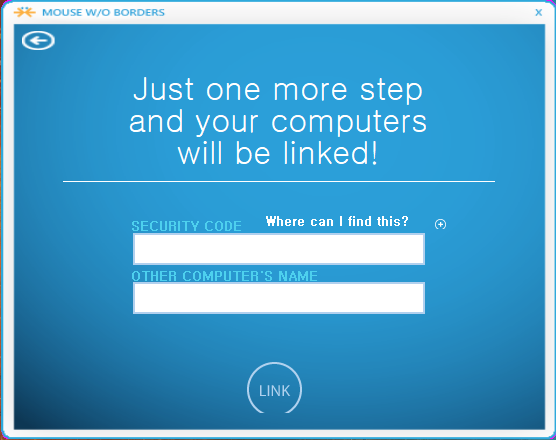 MOUSE W/O BORDERS
X
Just one more step
and your computers
will be linked!
SECURITY CODE Where can I find this?
OTHER COMPUTER'S NAME
LINK